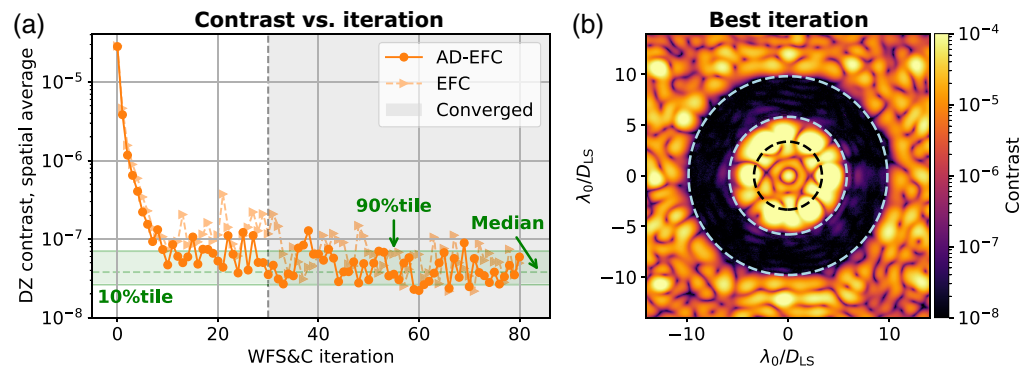 (a)
Contrast vs. iteration
DZ contrast, spatial average
10⁻⁵
10⁻⁶
10⁻⁷
10⁻⁸
AD-EFC
EFC
Converged
90%tile
Median
10%tile
0
20
40
60
80
WFS&C iteration
(b)
Best iteration
λ₀/D_LS
10
5
0
−5
−10
−10
0
10
λ₀/D_LS
10⁻⁴
10⁻⁵
10⁻⁶
10⁻⁷
10⁻⁸
Contrast